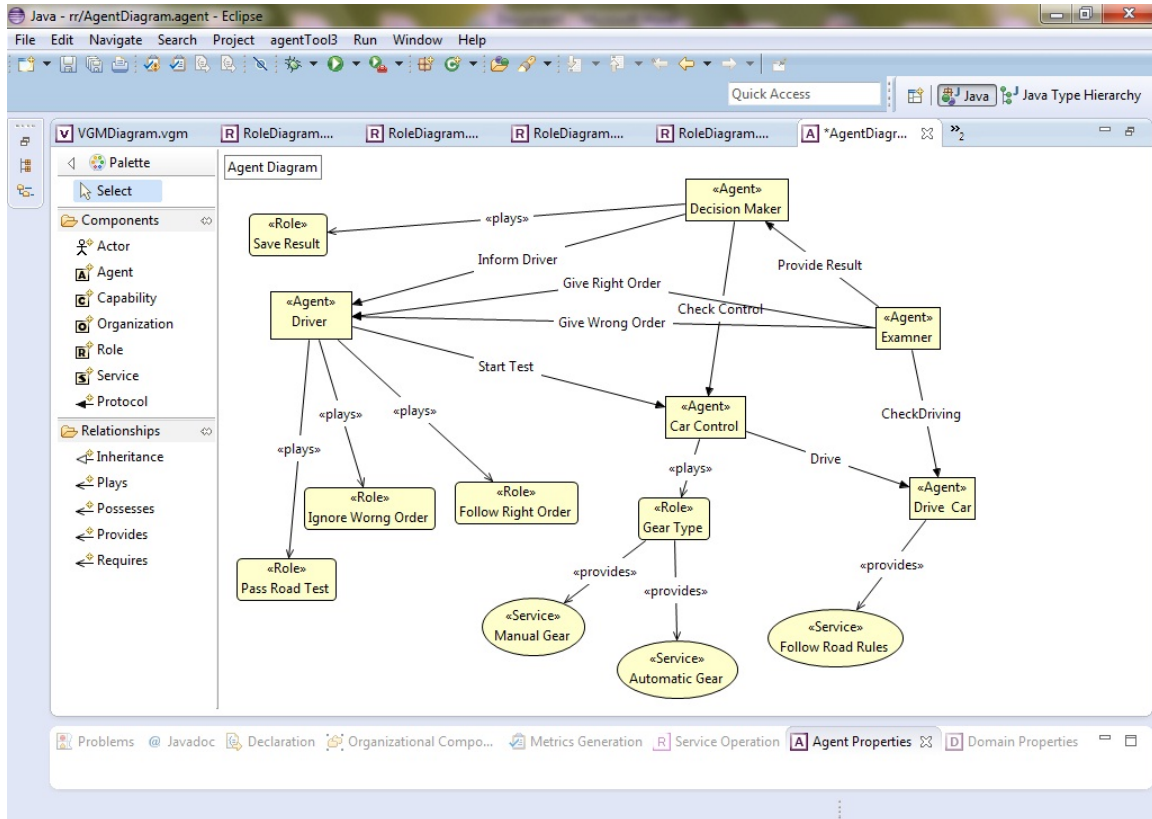 Java - rr/AgentDiagram.agent - Eclipse
File Edit Navigate Search Project agentTool3 Run Window Help
Quick Access
Java
Java Type Hierarchy
VGMDiagram.vgm
RoleDiagram....
RoleDiagram....
RoleDiagram....
RoleDiagram....
*AgentDiagr...
»2
Palette
Select
Components
Actor
Agent
Capability
Organization
Role
Service
Protocol
Relationships
Inheritance
Plays
Possesses
Provides
Requires
Agent Diagram
«Agent»
Decision Maker
«plays»
«Role»
Save Result
Inform Driver
Provide Result
Give Right Order
«Agent»
Driver
Check Control
Give Wrong Order
«Agent»
Examner
Start Test
«Agent»
Car Control
CheckDriving
«plays»
«plays»
«plays»
Drive
«plays»
«Agent»
Drive Car
«Role»
Ignore Worng Order
«Role»
Follow Right Order
«Role»
Gear Type
«Role»
Pass Road Test
«provides»
«provides»
«provides»
«Service»
Manual Gear
«Service»
Automatic Gear
«Service»
Follow Road Rules
Problems
@ Javadoc
Declaration
Organizational Compo...
Metrics Generation
Service Operation
Agent Properties
Domain Properties